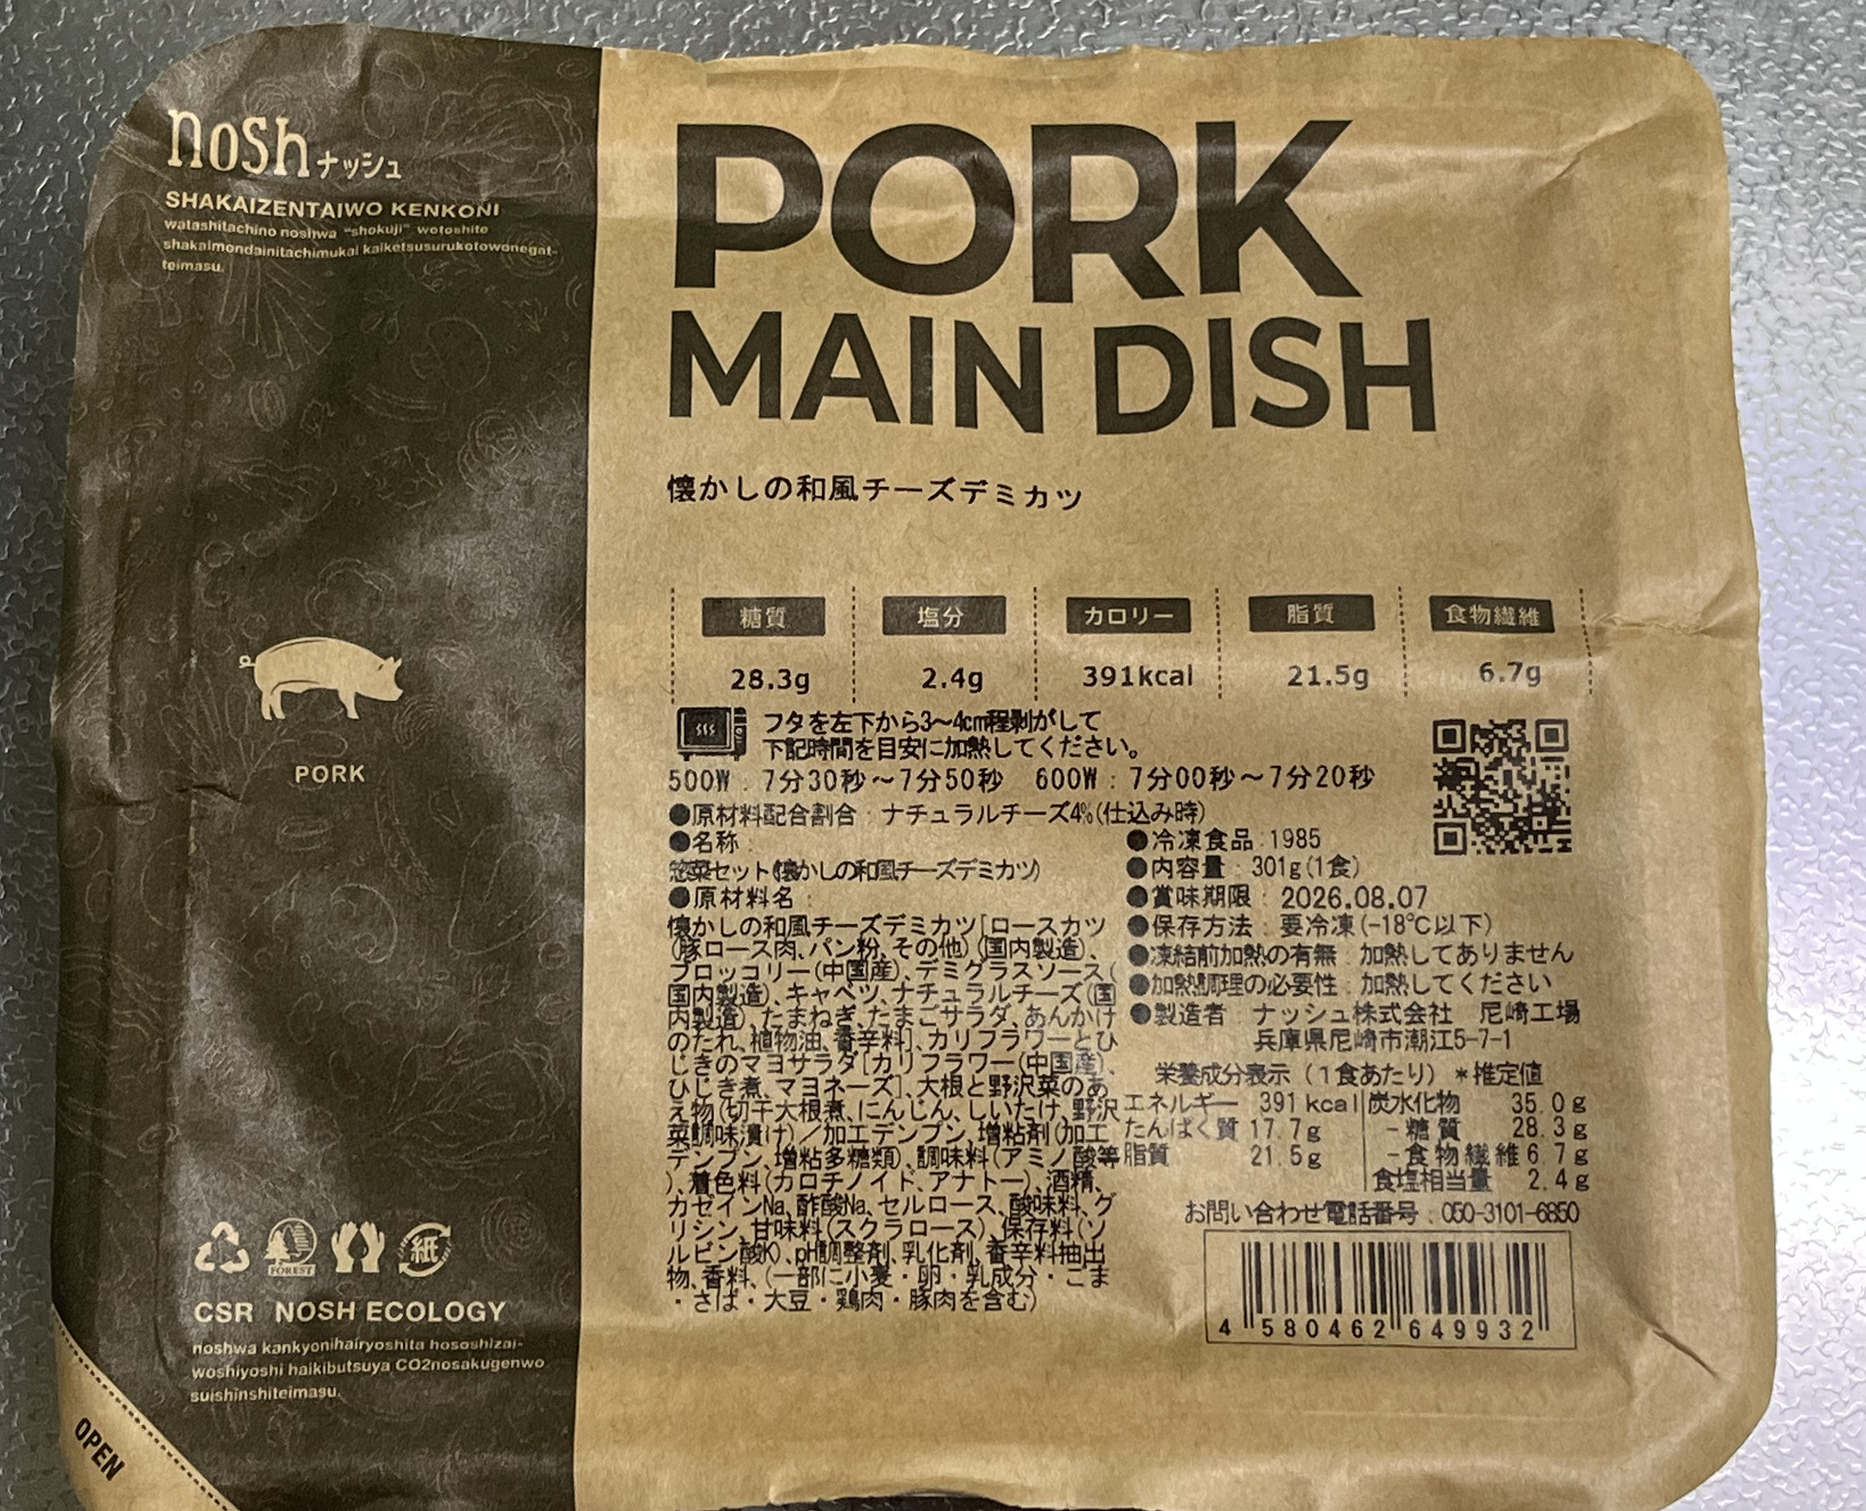 nosh ナッシュ
SHAKAIZENTAIWO KENKONI
watashitachino noshwa "shokuji" wotoshite
shakaimondainitachimukai kaiketsusurukotowonegat-
teimasu.
PORK
CSR NOSH ECOLOGY
noshwa kankyonihairyoshita hososhizai-
woshiyoshi haikibutsuya CO2nosakugenwo
suishinshiteimasu.
FOREST
紙
OPEN
PORK
MAIN DISH
懐かしの和風チーズデミカツ
糖質 塩分 カロリー 脂質 食物繊維
28.3g 2.4g 391kcal 21.5g 6.7g
フタを左下から3〜4cm程剥がして
下記時間を目安に加熱してください。
500W：7分30秒〜7分50秒 600W：7分00秒〜7分20秒
●原材料配合割合：ナチュラルチーズ4%(仕込み時)
●名称：
惣菜セット(懐かしの和風チーズデミカツ)
●原材料名：
懐かしの和風チーズデミカツ[ロースカツ
(豚ロース肉、パン粉、その他)(国内製造)、
ブロッコリー(中国産)、デミグラスソース(
国内製造)、キャベツ、ナチュラルチーズ(国
内製造)、たまねぎ、たまごサラダ、あんかけ
のたれ、植物油、香辛料]、カリフラワーとひ
じきのマヨサラダ[カリフラワー(中国産)、
ひじき煮、マヨネーズ]、大根と野沢菜のあ
え物(切干大根煮、にんじん、しいたけ、野沢
菜調味漬け)／加工デンプン、増粘剤(加工
デンプン、増粘多糖類)、調味料(アミノ酸等
)、着色料(カロチノイド、アナトー)、酒精、
カゼインNa、酢酸Na、セルロース、酸味料、グ
リシン、甘味料(スクラロース)、保存料(ソ
ルビン酸K)、pH調整剤、乳化剤、香辛料抽出
物、香料、(一部に小麦・卵・乳成分・ごま
・さば・大豆・鶏肉・豚肉を含む)
●冷凍食品：1985
●内容量：301g(1食)
●賞味期限：2026.08.07
●保存方法：要冷凍(-18℃以下)
●凍結前加熱の有無：加熱してありません
●加熱調理の必要性：加熱してください
●製造者：ナッシュ株式会社 尼崎工場
兵庫県尼崎市潮江5-7-1
栄養成分表示（1食あたり）＊推定値
エネルギー 391 kcal 炭水化物 35.0g
たんぱく質 17.7g -糖質 28.3g
脂質 21.5g -食物繊維 6.7g
食塩相当量 2.4g
お問い合わせ電話番号：050-3101-6850
4 580462 649932